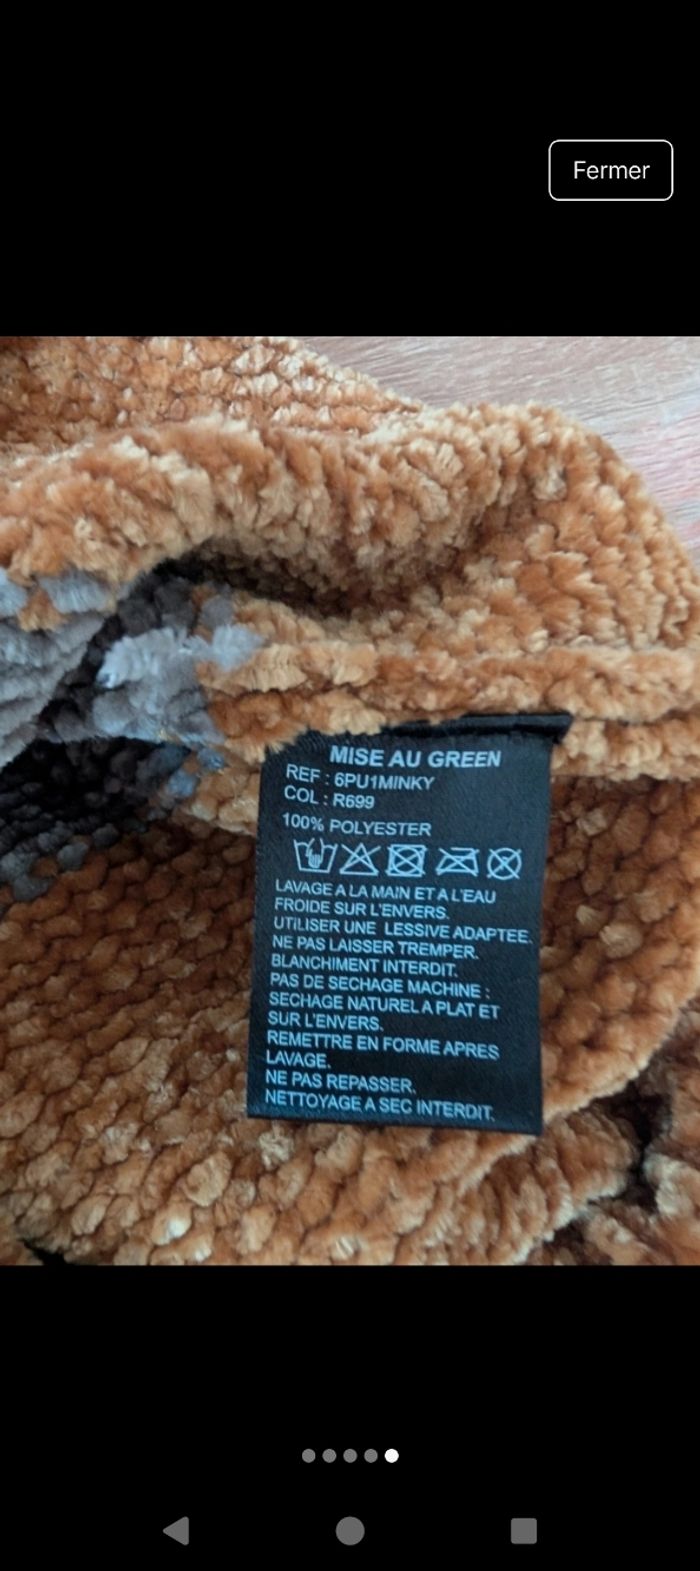 Fermer
MISE AU GREEN
REF : 6PU1MINKY
COL : R699
100% POLYESTER
LAVAGE A LA MAIN ET A L'EAU
FROIDE SUR L'ENVERS.
UTILISER UNE LESSIVE ADAPTEE.
NE PAS LAISSER TREMPER.
BLANCHIMENT INTERDIT.
PAS DE SECHAGE MACHINE :
SECHAGE NATUREL A PLAT ET
SUR L'ENVERS.
REMETTRE EN FORME APRES
LAVAGE.
NE PAS REPASSER.
NETTOYAGE A SEC INTERDIT.